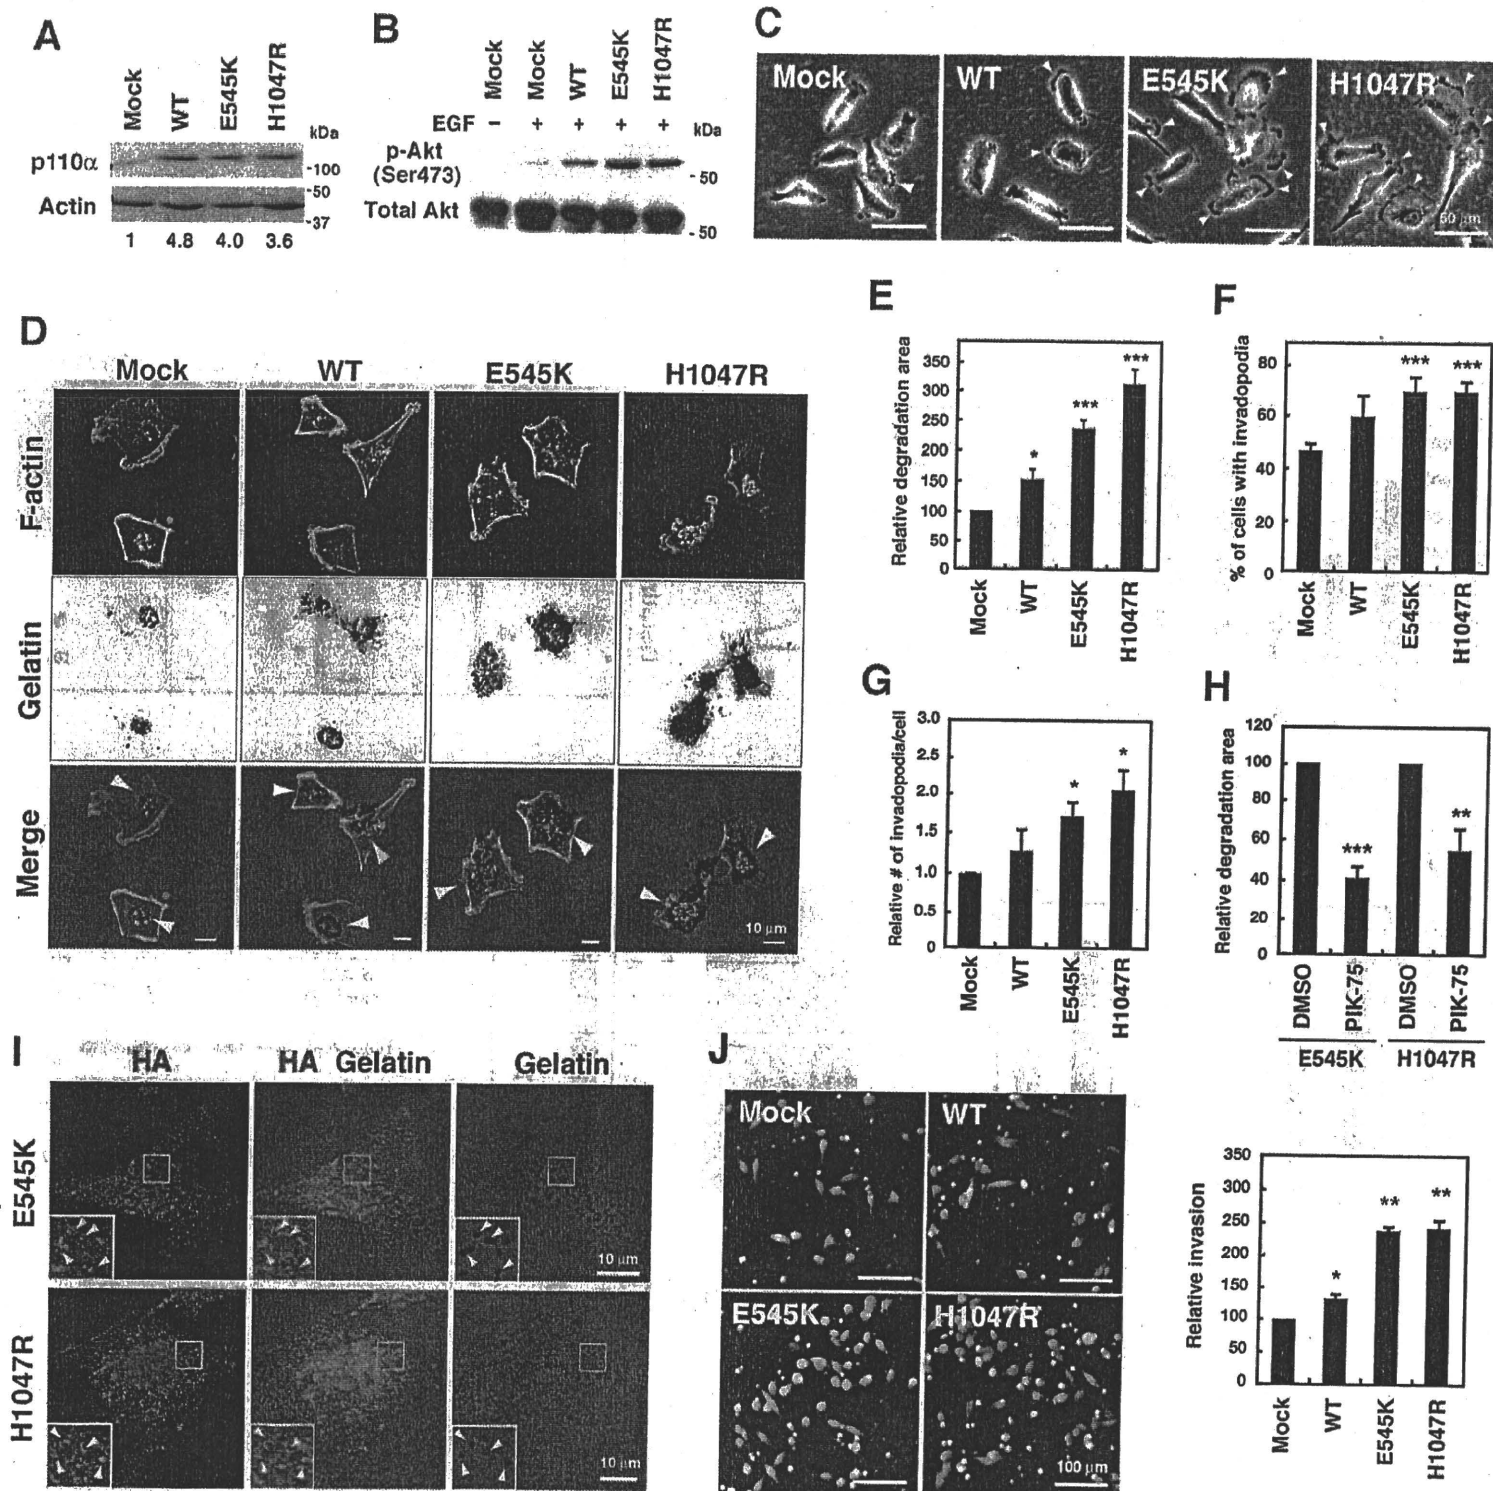 A
Mock
WT
E545K
H1047R
kDa
p110α
-100
-50
Actin
-37
1 4.8 4.0 3.6
B
Mock
Mock
WT
E545K
H1047R
EGF − + + + + kDa
p-Akt
(Ser473)
- 50
Total Akt
- 50
C
Mock
WT
E545K
H1047R
50 μm
D
Mock WT E545K H1047R
F-actin
Gelatin
Merge
10 μm
E
Relative degradation area
350
300
250
200
150
100
50
0
*
***
***
Mock
WT
E545K
H1047R
F
% of cells with invadopodia
80
60
40
20
0
***
***
Mock
WT
E545K
H1047R
G
Relative # of invadopodia/cell
3.0
2.5
2.0
1.5
1.0
0.5
0
*
*
Mock
WT
E545K
H1047R
H
Relative degradation area
120
100
80
60
40
20
0
***
**
DMSO
PIK-75
DMSO
PIK-75
E545K H1047R
I
HA HA Gelatin Gelatin
E545K
10 μm
H1047R
10 μm
J
Mock
WT
E545K
H1047R
100 μm
Relative invasion
350
300
250
200
150
100
50
0
*
**
**
Mock
WT
E545K
H1047R